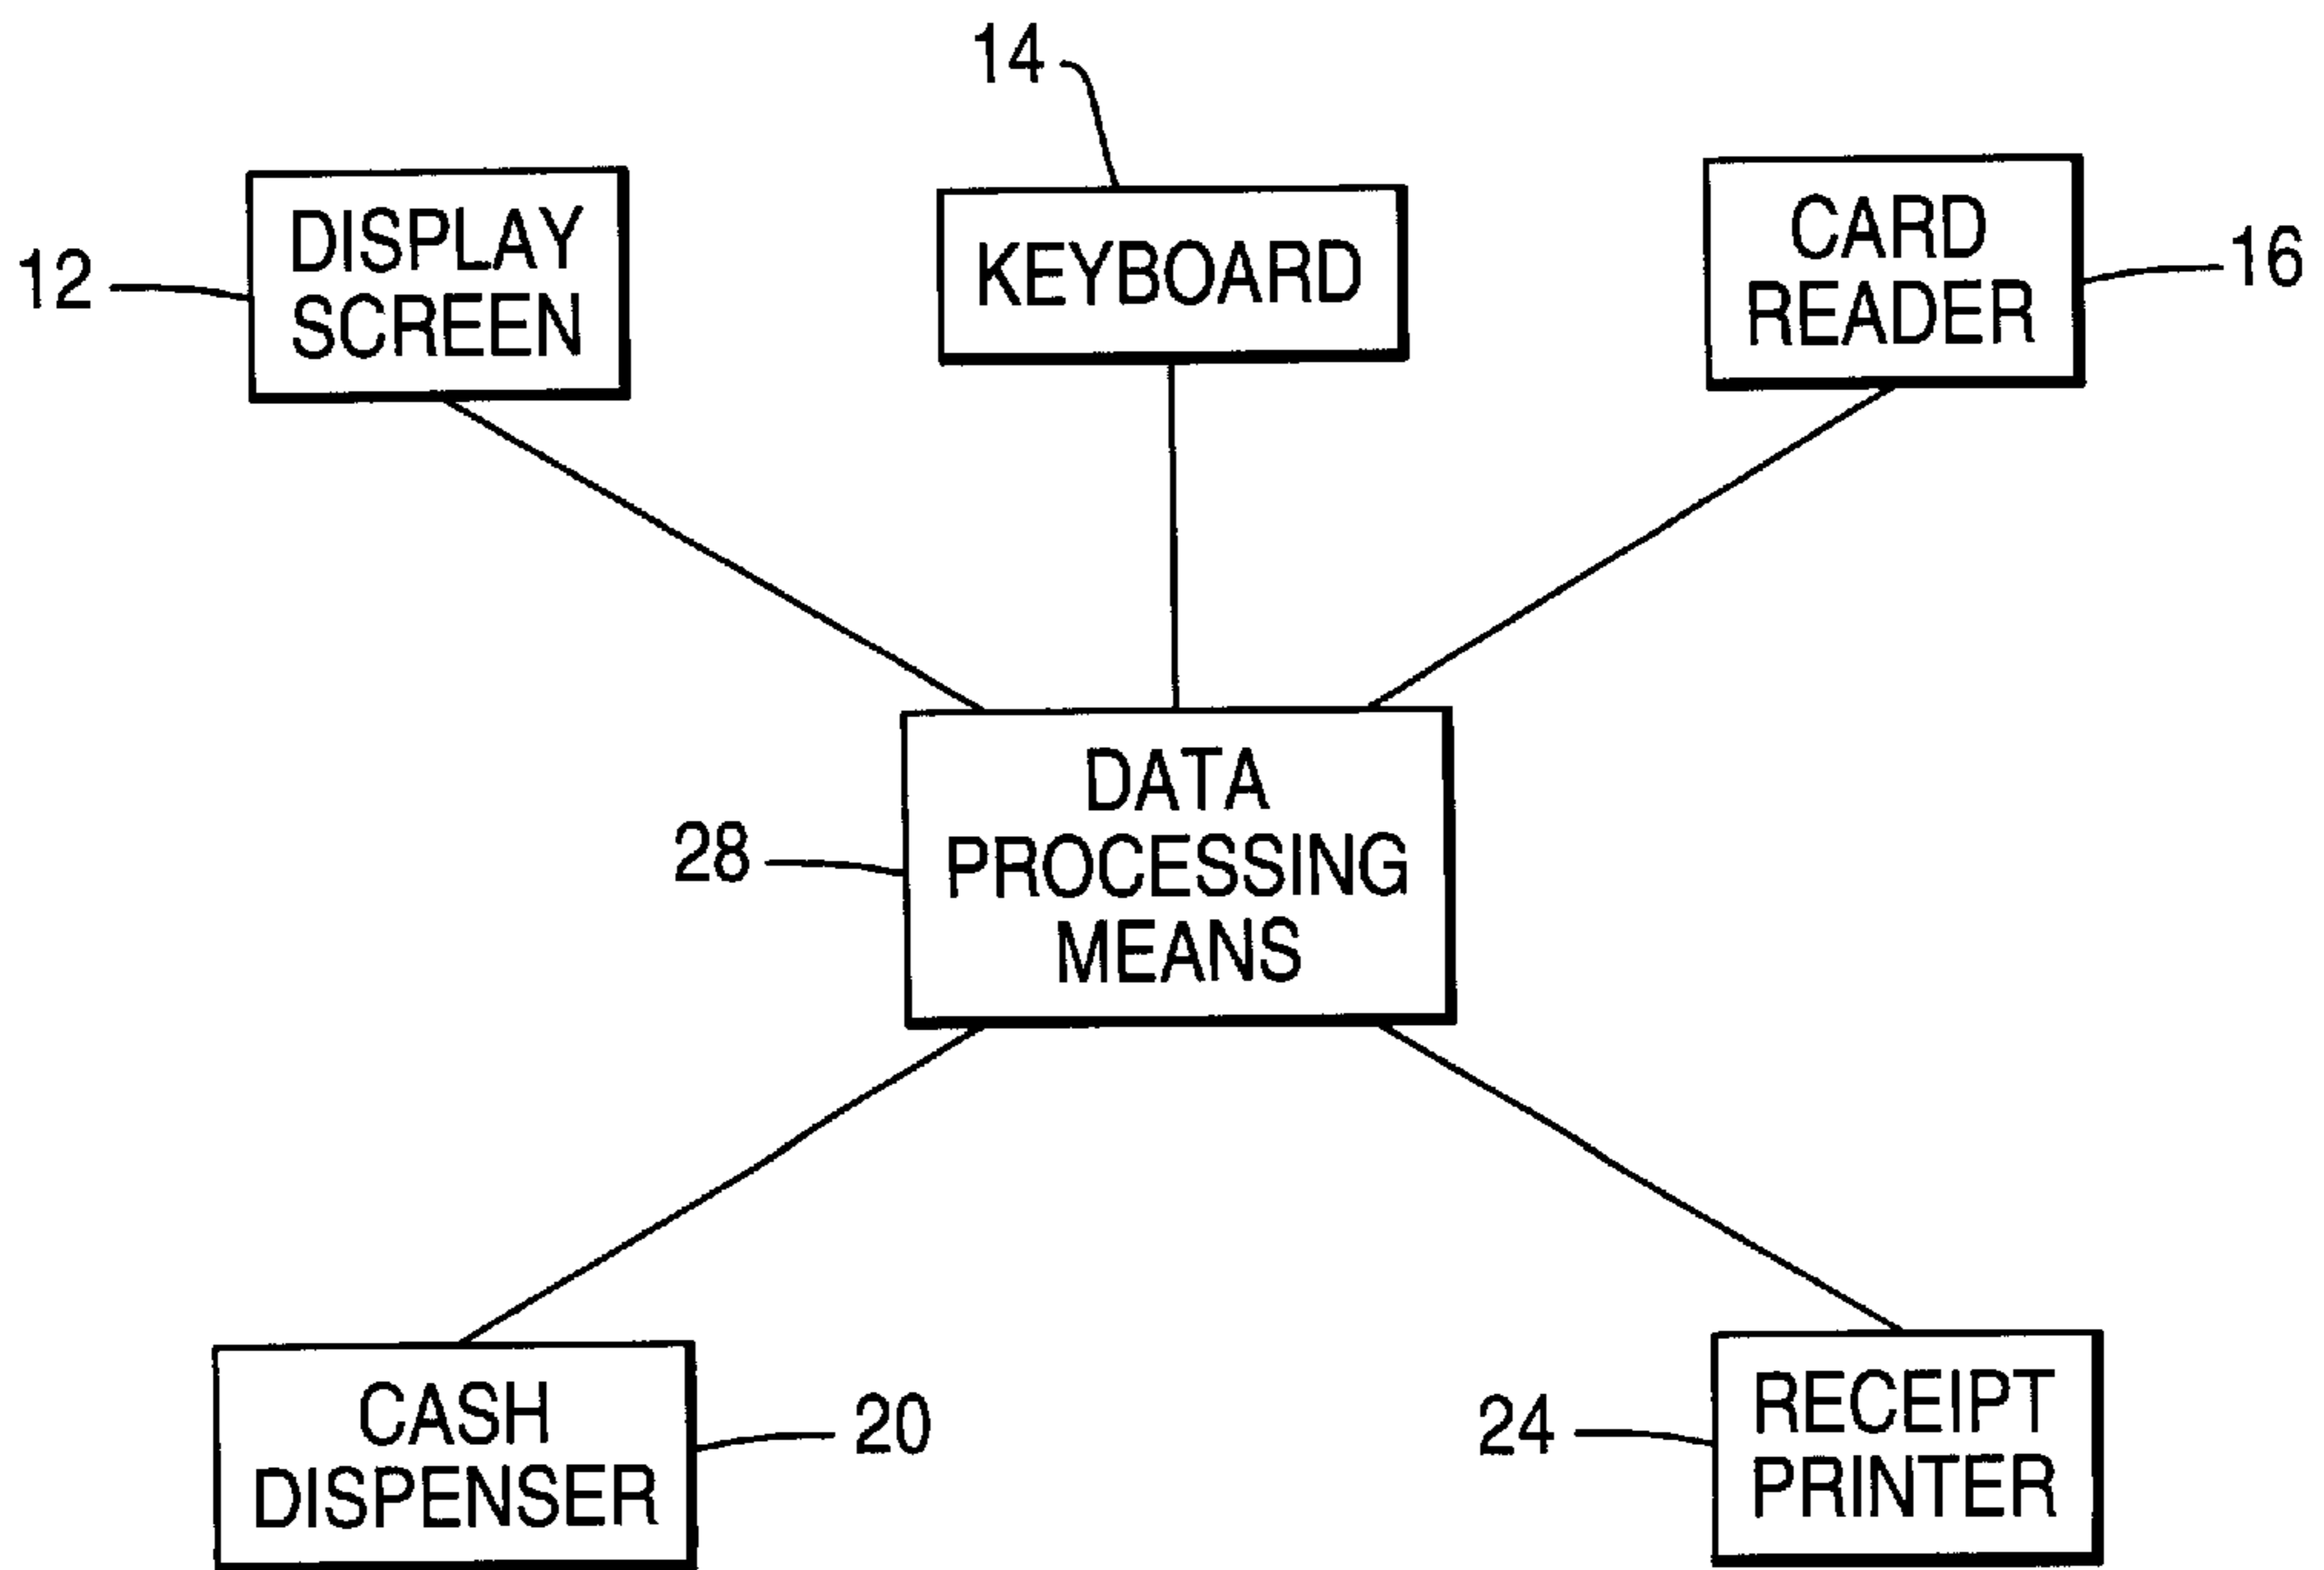 14
DISPLAY
SCREEN
12
KEYBOARD
CARD
READER
16
DATA
PROCESSING
MEANS
28
CASH
DISPENSER
20
24
RECEIPT
PRINTER